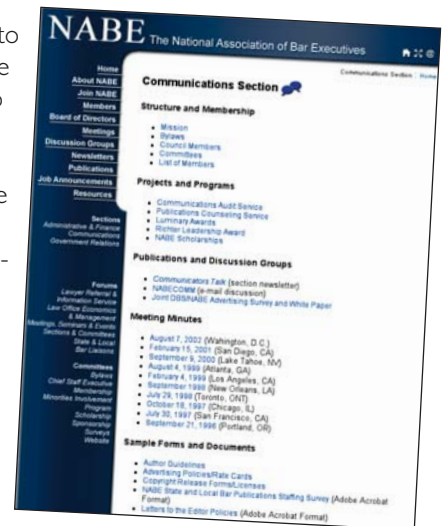 to
NABE The National Association of Bar Executives
Communications Section : Home
Home
About NABE
Join NABE
Members
Board of Directors
Meetings
Discussion Groups
Newsletters
Publications
Job Announcements
Resources
Sections
Administrative & Finance
Communications
Government Relations
Forums
Lawyer Referral &
Information Service
Law Office Economics
& Management
Meetings, Seminars & Events
Sections & Committees
State & Local
Bar Liaisons
Committees
Bylaws
Chief Staff Executive
Membership
Minorities Involvement
Program
Scholarship
Sponsorship
Surveys
Website
Communications Section
Structure and Membership
Mission
Bylaws
Council Members
Committees
List of Members
Projects and Programs
Communications Audit Service
Publications Counseling Service
Luminary Awards
Richter Leadership Award
NABE Scholarships
Publications and Discussion Groups
Communicators Talk (section newsletter)
NABECOMM (e-mail discussion)
Joint DBS/NABE Advertising Survey and White Paper
Meeting Minutes
August 7, 2002 (Wahington, D.C.)
February 15, 2001 (San Diego, CA)
September 9, 2000 (Lake Tahoe, NV)
August 4, 1999 (Atlanta, GA)
February 4, 1999 (Los Angeles, CA)
September 1998 (New Orleans, LA)
July 29, 1998 (Toronto, ONT)
October 18, 1997 (Chicago, IL)
July 30, 1997 (San Francisco, CA)
September 21, 1996 (Portland, OR)
Sample Forms and Documents
Author Guidelines
Advertising Policies/Rate Cards
Copyright Release Forms/Licenses
NABE State and Local Bar Publications Staffing Survey (Adobe Acrobat
Format)
Letters to the Editor Policies (Adobe Acrobat Format)